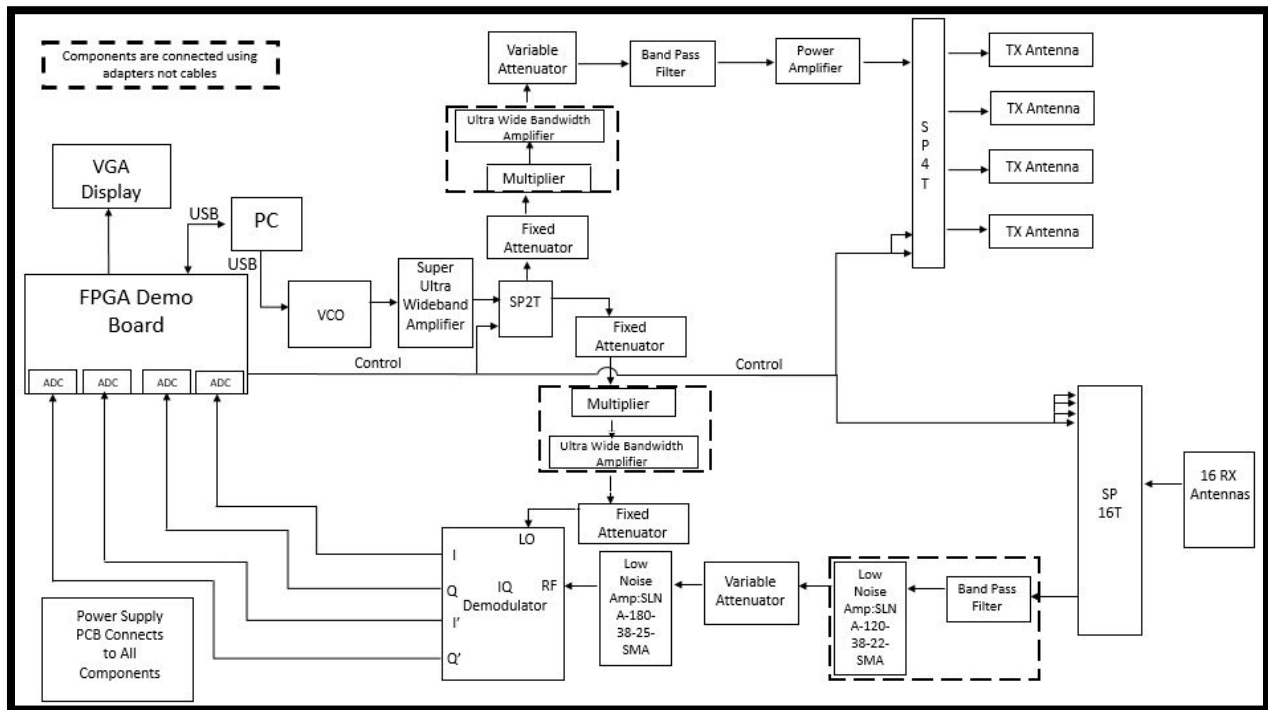 Components are connected using
adapters not cables
Variable
Attenuator
Band Pass
Filter
Power
Amplifier
TX Antenna
TX Antenna
TX Antenna
TX Antenna
S
P
4
T
Ultra Wide Bandwidth
Amplifier
Multiplier
Fixed
Attenuator
VGA
Display
USB
PC
USB
FPGA Demo
Board
ADC
ADC
ADC
ADC
VCO
Super
Ultra
Wideband
Amplifier
SP2T
Fixed
Attenuator
Control
Control
Multiplier
Ultra Wide Bandwidth
Amplifier
Fixed
Attenuator
SP
16T
16 RX
Antennas
LO
I
Q
I'
Q'
IQ
Demodulator
RF
Low
Noise
Amp:SLN
A-180-
38-25-
SMA
Variable
Attenuator
Low
Noise
Amp:SLN
A-120-
38-22-
SMA
Band Pass
Filter
Power Supply
PCB Connects
to All
Components